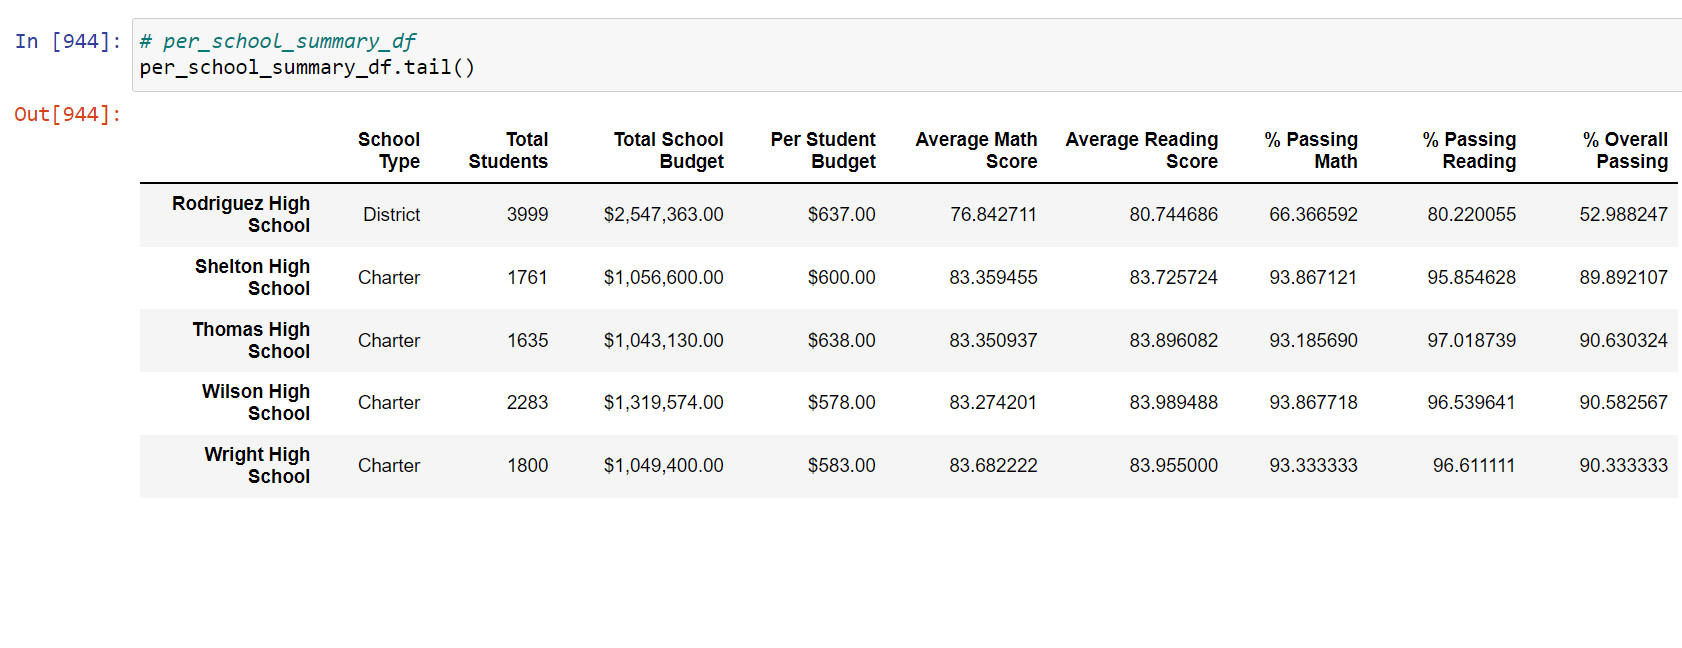 In [944]: # per_school_summary_df
per_school_summary_df.tail()
Out[944]:
School Type Total Students Total School Budget Per Student Budget Average Math Score Average Reading Score % Passing Math % Passing Reading % Overall Passing
Rodriguez High School District 3999 $2,547,363.00 $637.00 76.842711 80.744686 66.366592 80.220055 52.988247
Shelton High School Charter 1761 $1,056,600.00 $600.00 83.359455 83.725724 93.867121 95.854628 89.892107
Thomas High School Charter 1635 $1,043,130.00 $638.00 83.350937 83.896082 93.185690 97.018739 90.630324
Wilson High School Charter 2283 $1,319,574.00 $578.00 83.274201 83.989488 93.867718 96.539641 90.582567
Wright High School Charter 1800 $1,049,400.00 $583.00 83.682222 83.955000 93.333333 96.611111 90.333333